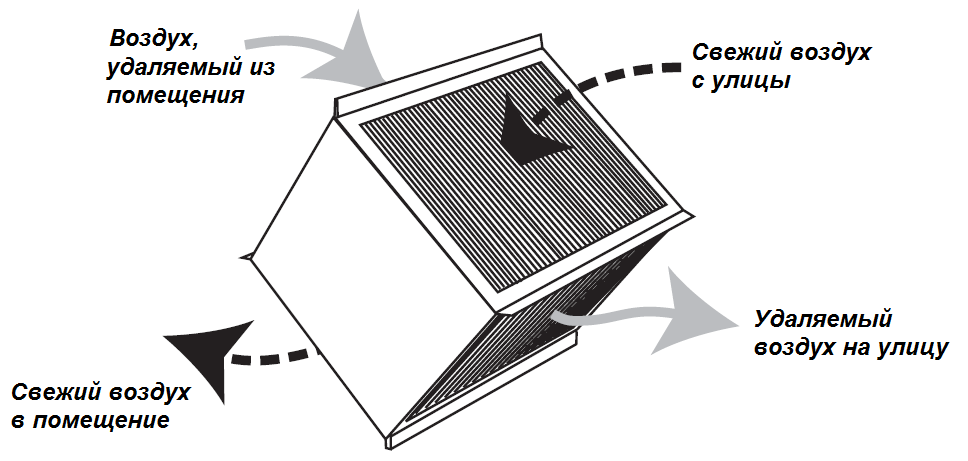 Воздух,
удаляемый из
помещения
Свежий воздух
с улицы
Удаляемый
воздух на улицу
Свежий воздух
в помещение